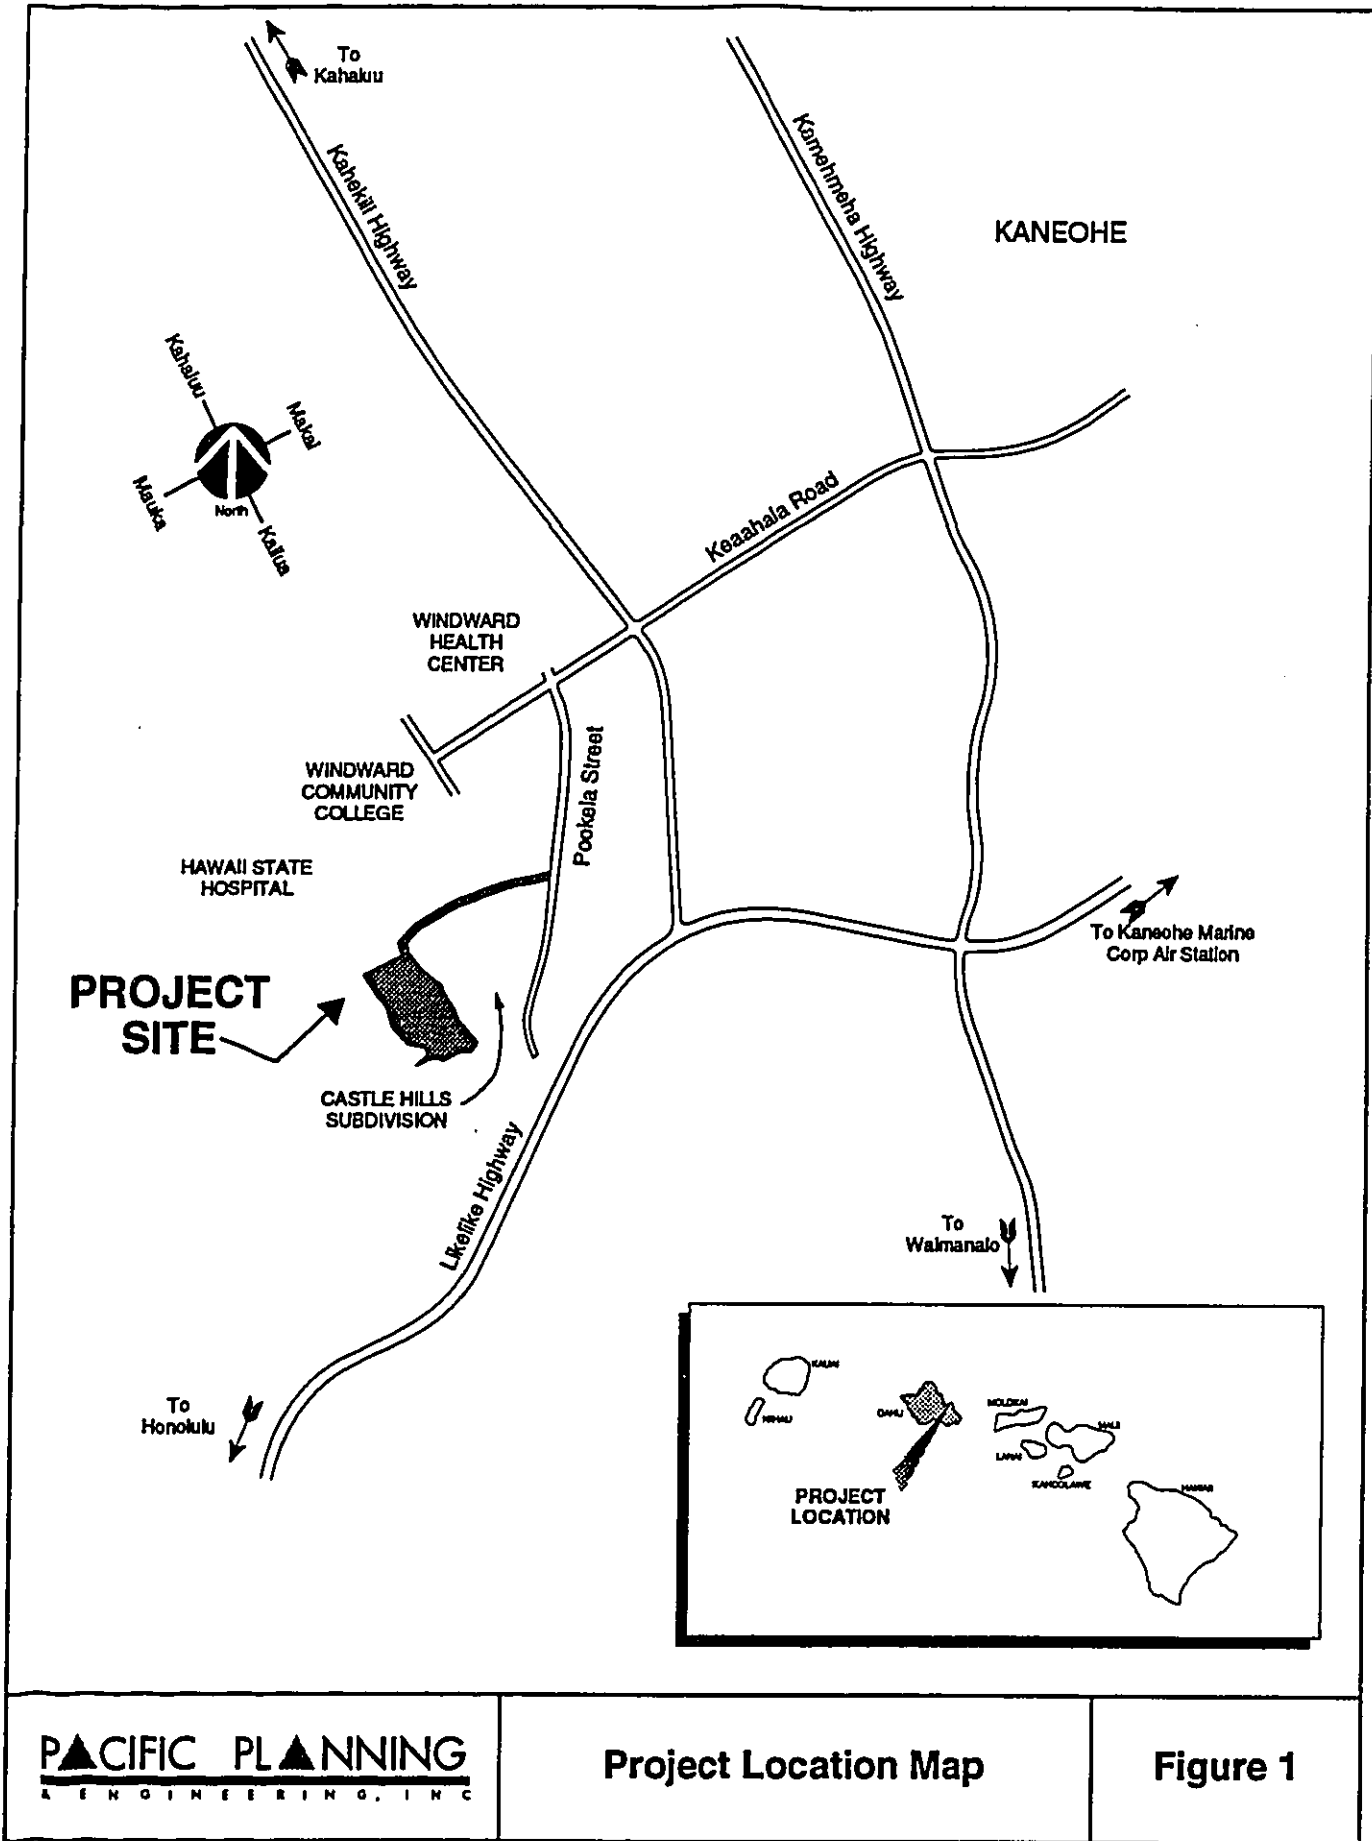 To
Kahaluu
Kahekili Highway
Kamehmeha Highway
KANEOHE
Kahaluu
Makai
Mauka
North
Kailua
Keaahala Road
WINDWARD
HEALTH
CENTER
WINDWARD
COMMUNITY
COLLEGE
Pookela Street
HAWAII STATE
HOSPITAL
To Kaneohe Marine
Corp Air Station
PROJECT
SITE
CASTLE HILLS
SUBDIVISION
Likelike Highway
To
Waimanalo
To
Honolulu
KAUAI
NIIHAU
OAHU
MOLOKAI
MAUI
LANAI
KAHOOLAWE
HAWAII
PROJECT
LOCATION
PACIFIC PLANNING
& ENGINEERING, INC
Project Location Map
Figure 1